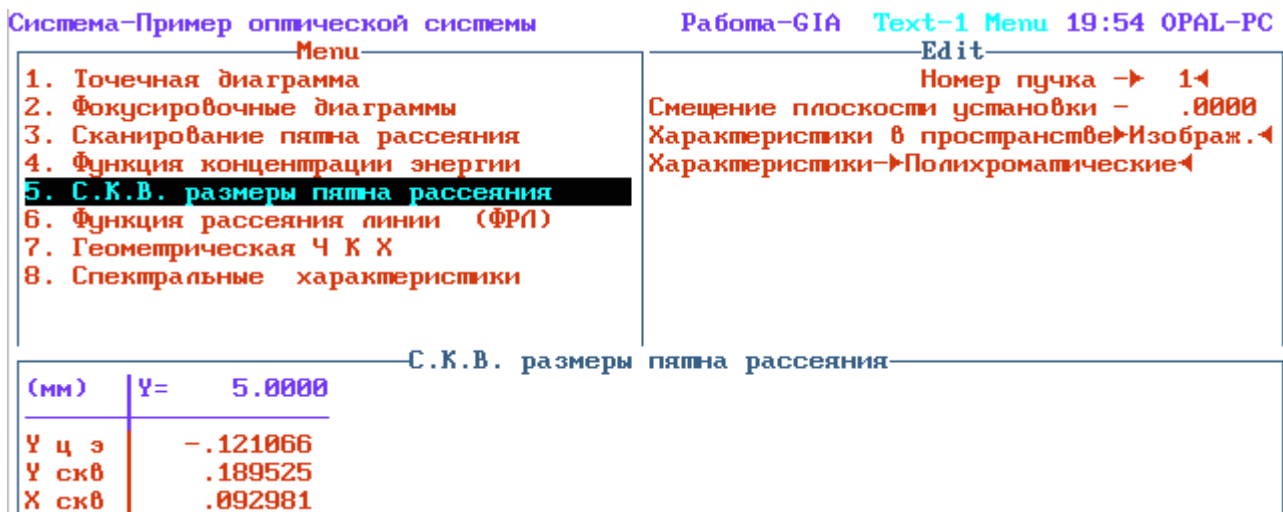 Система-Пример оптической системы Работа-GIA Text-1 Menu 19:54 OPAL-PC
Menu
1. Точечная диаграмма
2. Фокусировочные диаграммы
3. Сканирование пятна рассеяния
4. Функция концентрации энергии
5. С.К.В. размеры пятна рассеяния
6. Функция рассеяния линии (ФРЛ)
7. Геометрическая Ч К Х
8. Спектральные характеристики
Edit
Номер пучка -► 1◄
Смещение плоскости установки - .0000
Характеристики в пространстве►Изображ.◄
Характеристики-►Полихроматические◄
С.К.В. размеры пятна рассеяния
(мм) Y= 5.0000
Y ц э -.121066
Y скв .189525
X скв .092981